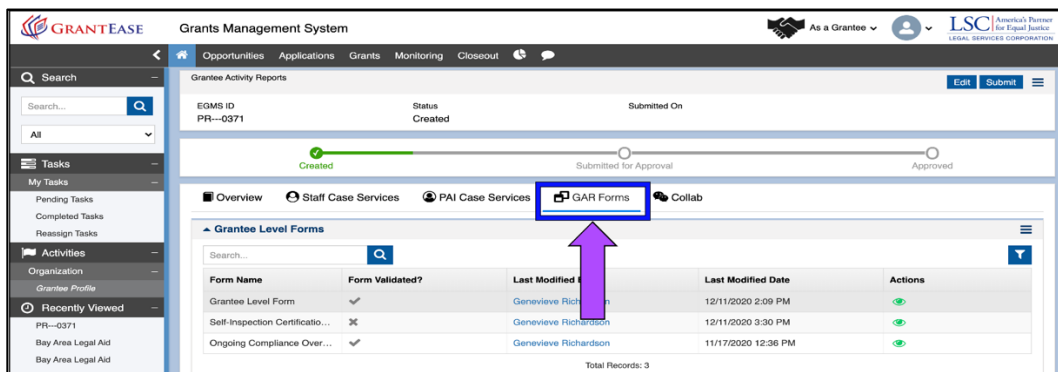 GRANTEASE
Grants Management System
As a Grantee
LSC America's Partner for Equal Justice
LEGAL SERVICES CORPORATION
Opportunities Applications Grants Monitoring Closeout
Search
Search...
All
Tasks
My Tasks
Pending Tasks
Completed Tasks
Reassign Tasks
Activities
Organization
Grantee Profile
Recently Viewed
PR---0371
Bay Area Legal Aid
Bay Area Legal Aid
Grantee Activity Reports
Edit Submit
EGMS ID Status Submitted On
PR---0371 Created
Created Submitted for Approval Approved
Overview Staff Case Services PAI Case Services GAR Forms Collab
Grantee Level Forms
Search...
Form Name Form Validated? Last Modified Last Modified Date Actions
Grantee Level Form Genevieve 12/11/2020 2:09 PM
Self-Inspection Certificatio... Genevieve Richardson 12/11/2020 3:30 PM
Ongoing Compliance Over... Genevieve Richardson 11/17/2020 12:36 PM
Total Records: 3